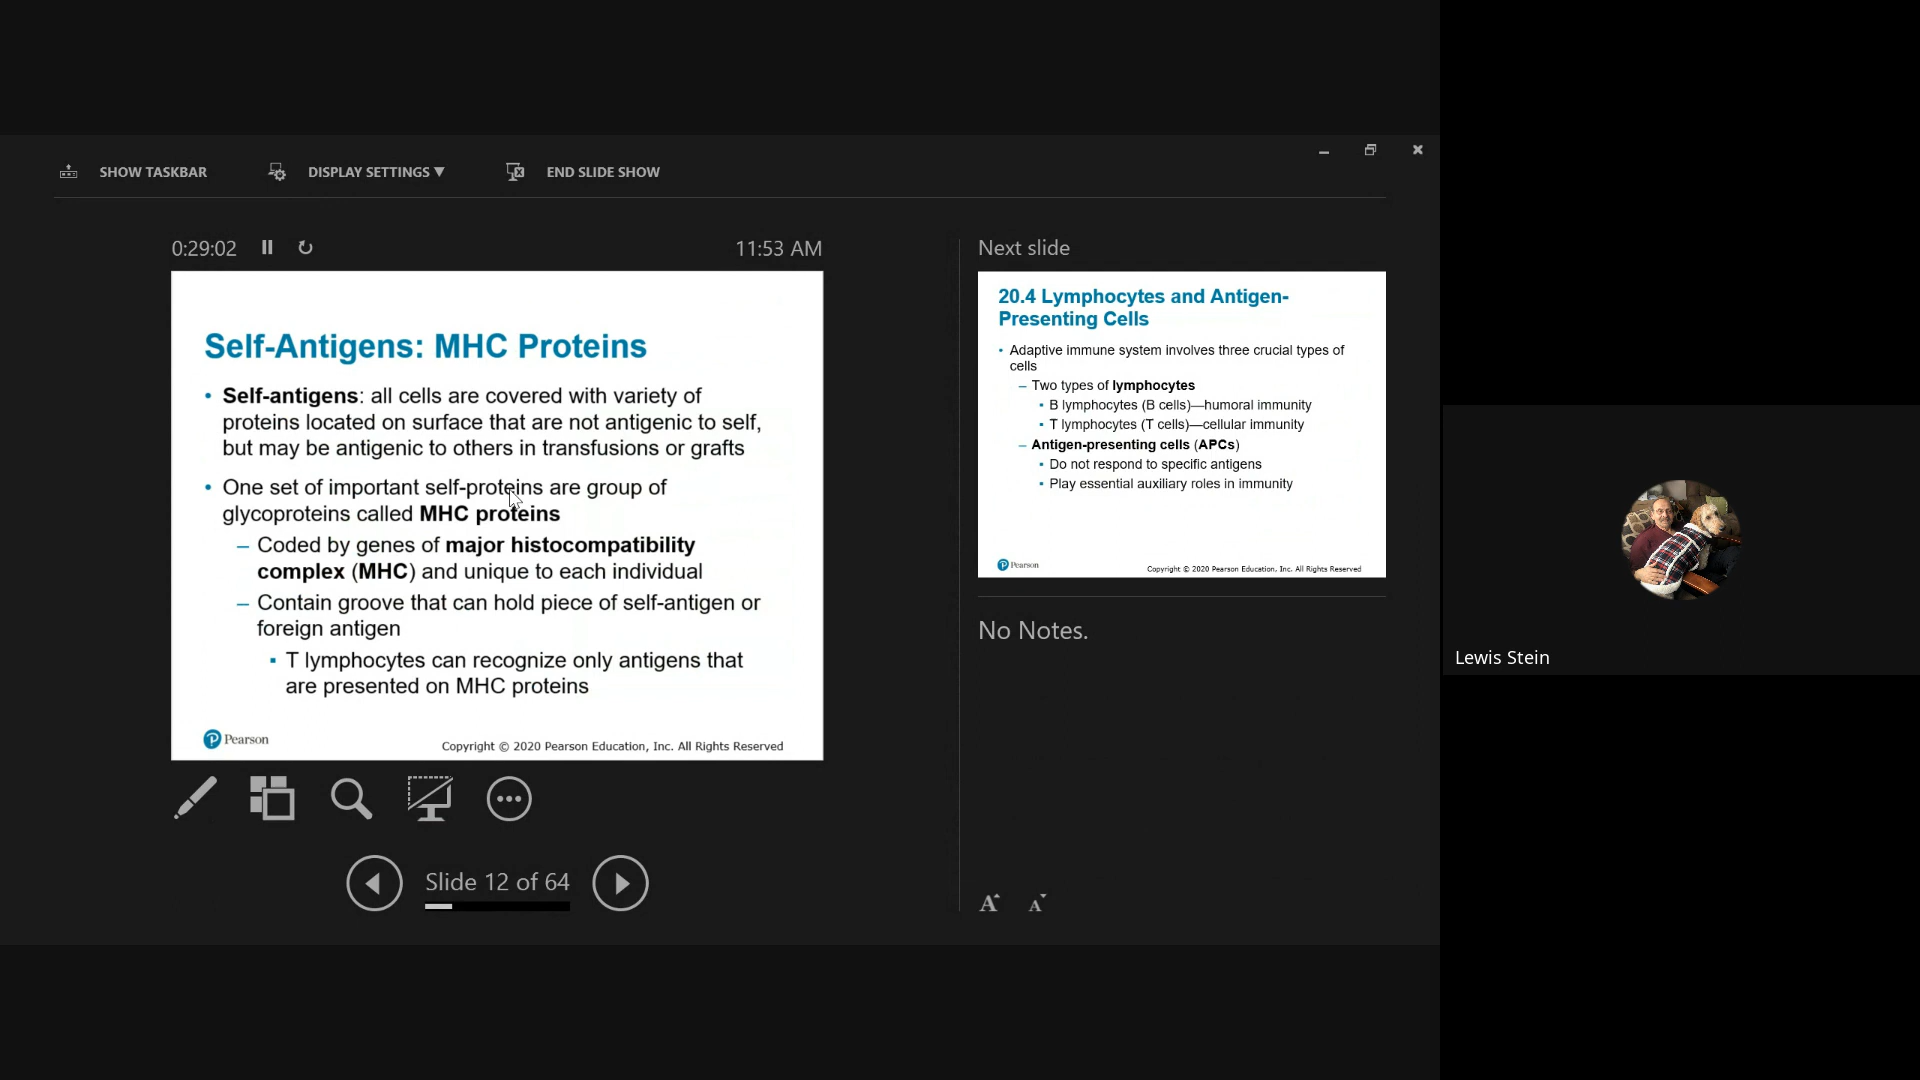 SHOW TASKBAR
DISPLAY SETTINGS ▼
END SLIDE SHOW
0:29:02
11:53 AM
Self-Antigens: MHC Proteins
• Self-antigens: all cells are covered with variety of
proteins located on surface that are not antigenic to self,
but may be antigenic to others in transfusions or grafts
• One set of important self-proteins are group of
glycoproteins called MHC proteins
– Coded by genes of major histocompatibility
complex (MHC) and unique to each individual
– Contain groove that can hold piece of self-antigen or
foreign antigen
▪ T lymphocytes can recognize only antigens that
are presented on MHC proteins
Pearson
Copyright © 2020 Pearson Education, Inc. All Rights Reserved
Slide 12 of 64
Next slide
20.4 Lymphocytes and Antigen-
Presenting Cells
• Adaptive immune system involves three crucial types of
cells
– Two types of lymphocytes
▪ B lymphocytes (B cells)—humoral immunity
▪ T lymphocytes (T cells)—cellular immunity
– Antigen-presenting cells (APCs)
▪ Do not respond to specific antigens
▪ Play essential auxiliary roles in immunity
Pearson
Copyright © 2020 Pearson Education, Inc. All Rights Reserved
No Notes.
A A
Lewis Stein